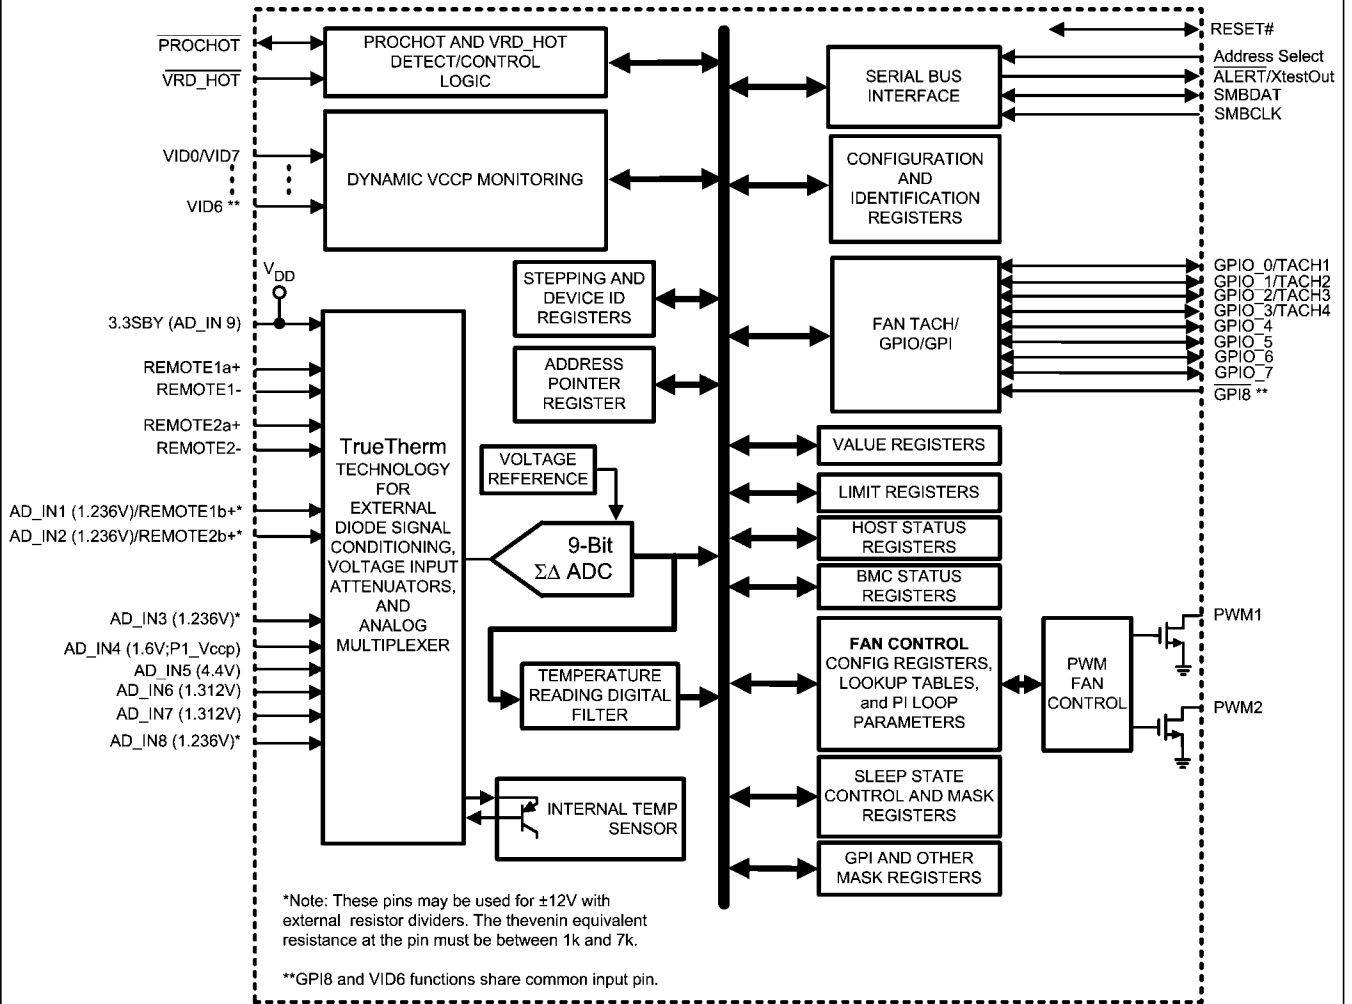 PROCHOT
VRD_HOT
PROCHOT AND VRD_HOT
DETECT/CONTROL
LOGIC
VID0/VID7
VID6 **
DYNAMIC VCCP MONITORING
STEPPING AND
DEVICE ID
REGISTERS
ADDRESS
POINTER
REGISTER
VDD
3.3SBY (AD_IN 9)
REMOTE1a+
REMOTE1-
REMOTE2a+
REMOTE2-
AD_IN1 (1.236V)/REMOTE1b+*
AD_IN2 (1.236V)/REMOTE2b+*
AD_IN3 (1.236V)*
AD_IN4 (1.6V;P1_Vccp)
AD_IN5 (4.4V)
AD_IN6 (1.312V)
AD_IN7 (1.312V)
AD_IN8 (1.236V)*
TrueTherm
TECHNOLOGY
FOR
EXTERNAL
DIODE SIGNAL
CONDITIONING,
VOLTAGE INPUT
ATTENUATORS,
AND
ANALOG
MULTIPLEXER
VOLTAGE
REFERENCE
9-Bit
ΣΔ ADC
TEMPERATURE
READING DIGITAL
FILTER
INTERNAL TEMP
SENSOR
SERIAL BUS
INTERFACE
CONFIGURATION
AND
IDENTIFICATION
REGISTERS
FAN TACH/
GPIO/GPI
VALUE REGISTERS
LIMIT REGISTERS
HOST STATUS
REGISTERS
BMC STATUS
REGISTERS
FAN CONTROL
CONFIG REGISTERS,
LOOKUP TABLES,
and PI LOOP
PARAMETERS
PWM
FAN
CONTROL
SLEEP STATE
CONTROL AND MASK
REGISTERS
GPI AND OTHER
MASK REGISTERS
RESET#
Address Select
ALERT/XtestOut
SMBDAT
SMBCLK
GPIO_0/TACH1
GPIO_1/TACH2
GPIO_2/TACH3
GPIO_3/TACH4
GPIO_4
GPIO_5
GPIO_6
GPIO_7
GPI8 **
PWM1
PWM2
*Note: These pins may be used for ±12V with
external resistor dividers. The thevenin equivalent
resistance at the pin must be between 1k and 7k.
**GPI8 and VID6 functions share common input pin.